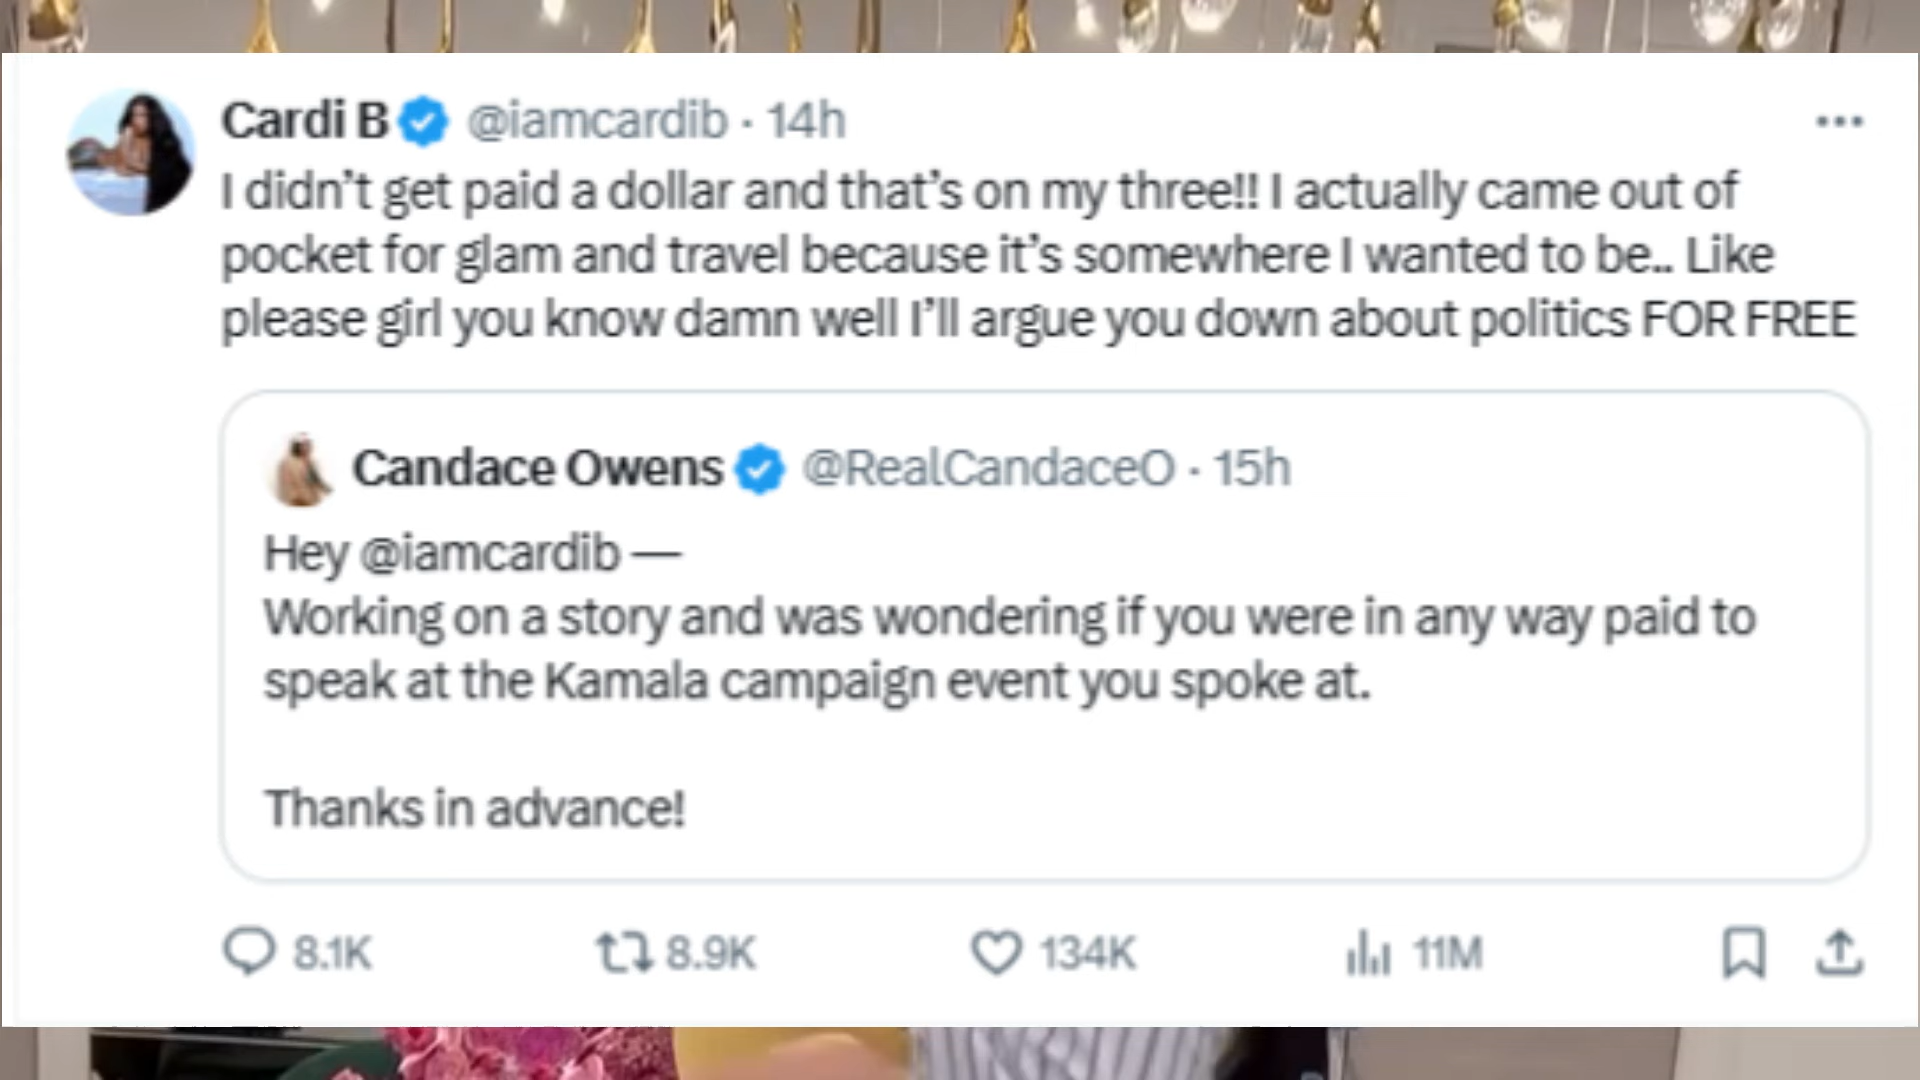 Cardi B @iamcardib · 14h
I didn’t get paid a dollar and that’s on my three!! I actually came out of
pocket for glam and travel because it’s somewhere I wanted to be.. Like
please girl you know damn well I’ll argue you down about politics FOR FREE
Candace Owens @RealCandaceO · 15h
Hey @iamcardib —
Working on a story and was wondering if you were in any way paid to
speak at the Kamala campaign event you spoke at.
Thanks in advance!
8.1K 8.9K 134K 11M